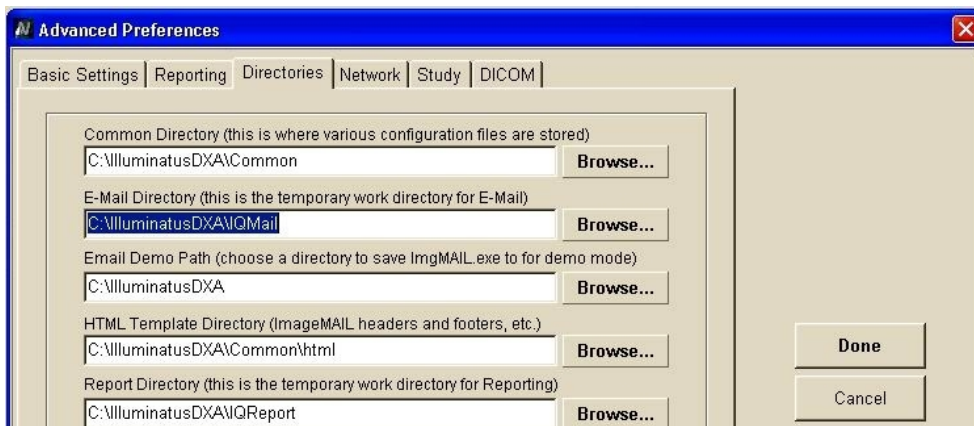 Advanced Preferences
Basic Settings Reporting Directories Network Study DICOM
Common Directory (this is where various configuration files are stored)
C:\IlluminatusDXA\Common Browse...
E-Mail Directory (this is the temporary work directory for E-Mail)
C:\IlluminatusDXA\IQMail Browse...
Email Demo Path (choose a directory to save ImgMAIL.exe to for demo mode)
C:\IlluminatusDXA Browse...
HTML Template Directory (ImageMAIL headers and footers, etc.)
C:\IlluminatusDXA\Common\html Browse...
Done
Report Directory (this is the temporary work directory for Reporting)
C:\IlluminatusDXA\IQReport Browse...
Cancel